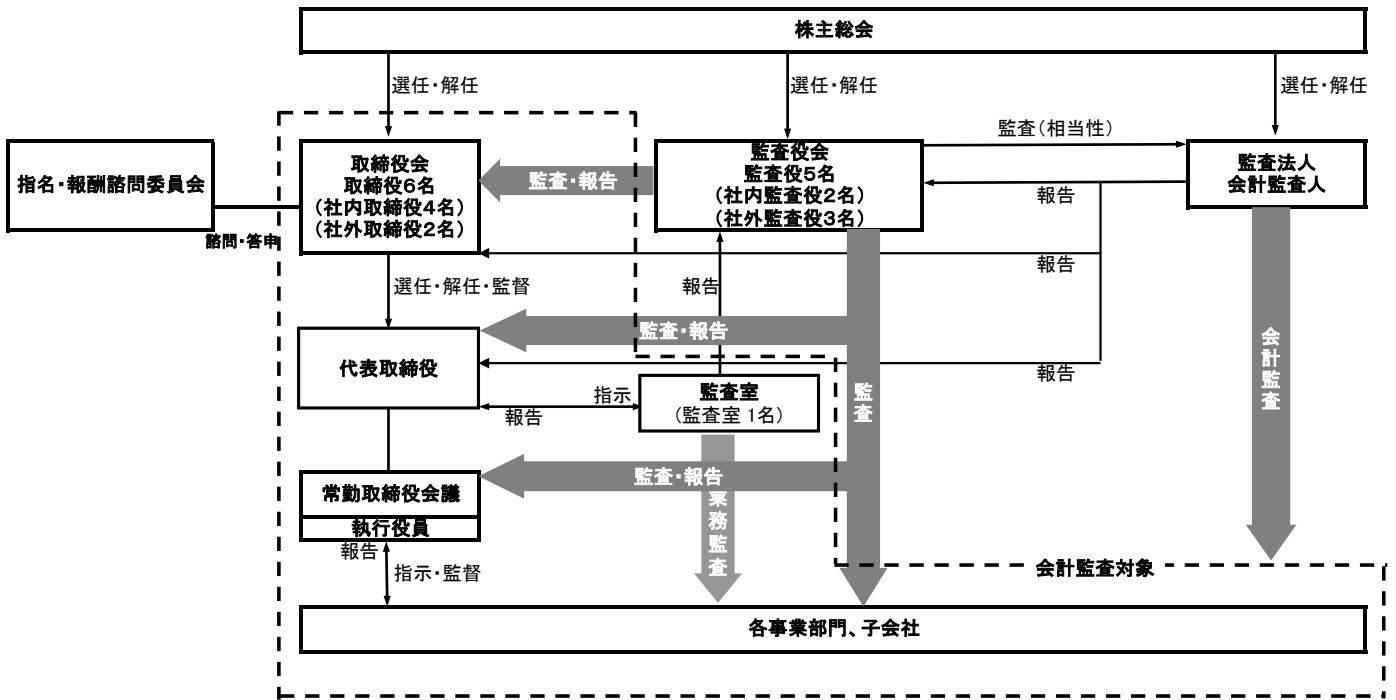 株主総会
選任・解任
選任・解任
選任・解任
指名・報酬諮問委員会
諮問・答申
取締役会
取締役6名
(社内取締役4名)
(社外取締役2名)
監査・報告
監査役会
監査役5名
(社内監査役2名)
(社外監査役3名)
監査(相当性)
報告
監査法人
会計監査人
報告
選任・解任・監督
報告
監査・報告
代表取締役
報告
会計監査
指示
報告
監査室
(監査室 1名)
監査
監査・報告
常勤取締役会議
執行役員
業務監査
報告
指示・監督
会計監査対象
各事業部門、子会社